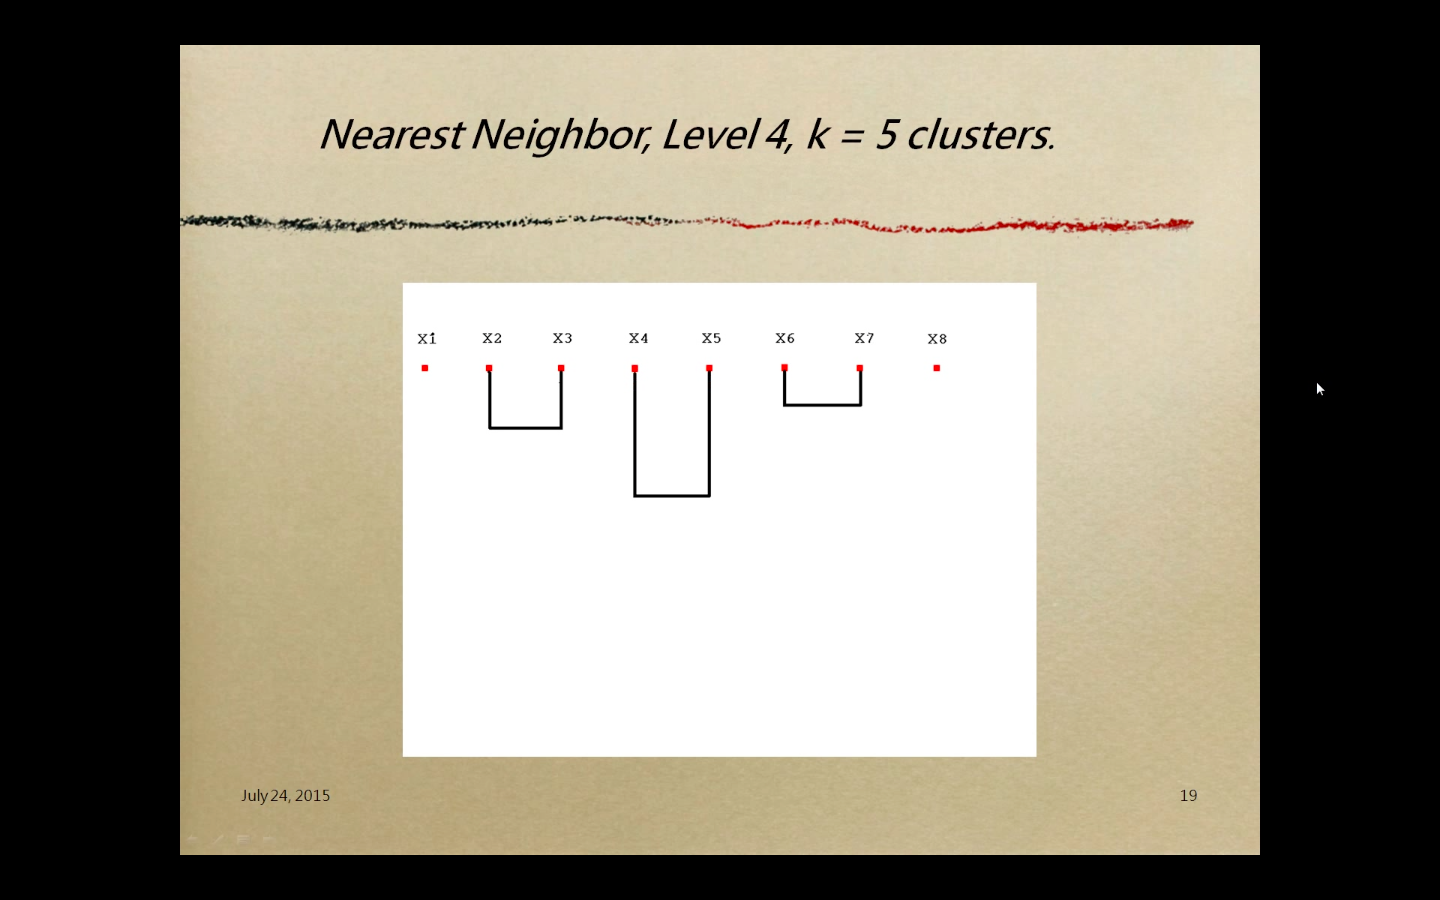 Nearest Neighbor, Level 4, k = 5 clusters.
X1 X2 X3 X4 X5 X6 X7 X8
July 24, 2015 19